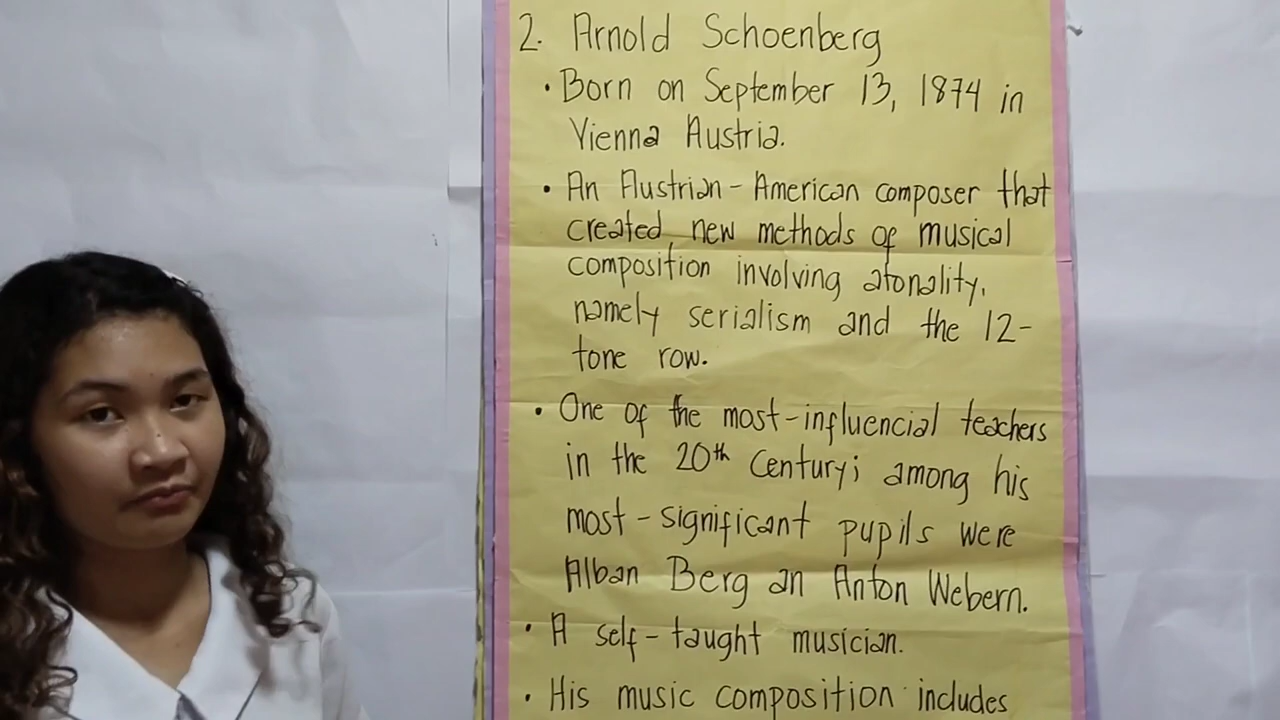 2. Arnold Schoenberg
• Born on September 13, 1874 in
Vienna Austria.
• An Austrian - American composer that
created new methods of musical
composition involving atonality,
namely serialism and the 12-
tone row.
• One of the most-influencial teachers
in the 20th Century; among his
most-significant pupils were
Alban Berg an Anton Webern.
• A self-taught musician.
• His music composition includes